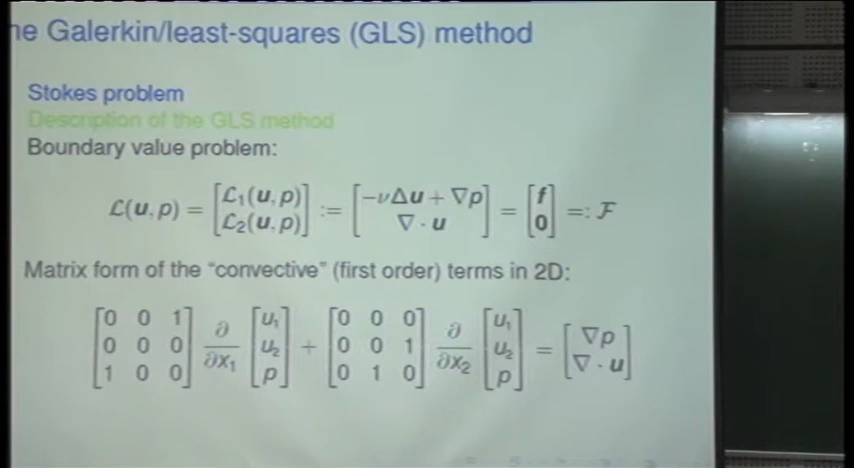 he Galerkin/least-squares (GLS) method
Stokes problem
Description of the GLS method
Boundary value problem:
ℒ(u, p) = [ℒ₁(u, p); ℒ₂(u, p)] := [−νΔu + ∇p; ∇ · u] = [f; 0] =: ℱ
Matrix form of the “convective” (first order) terms in 2D:
[0 0 1; 0 0 0; 1 0 0] ∂/∂x₁ [u₁; u₂; p] + [0 0 0; 0 0 1; 0 1 0] ∂/∂x₂ [u₁; u₂; p] = [∇p; ∇ · u]